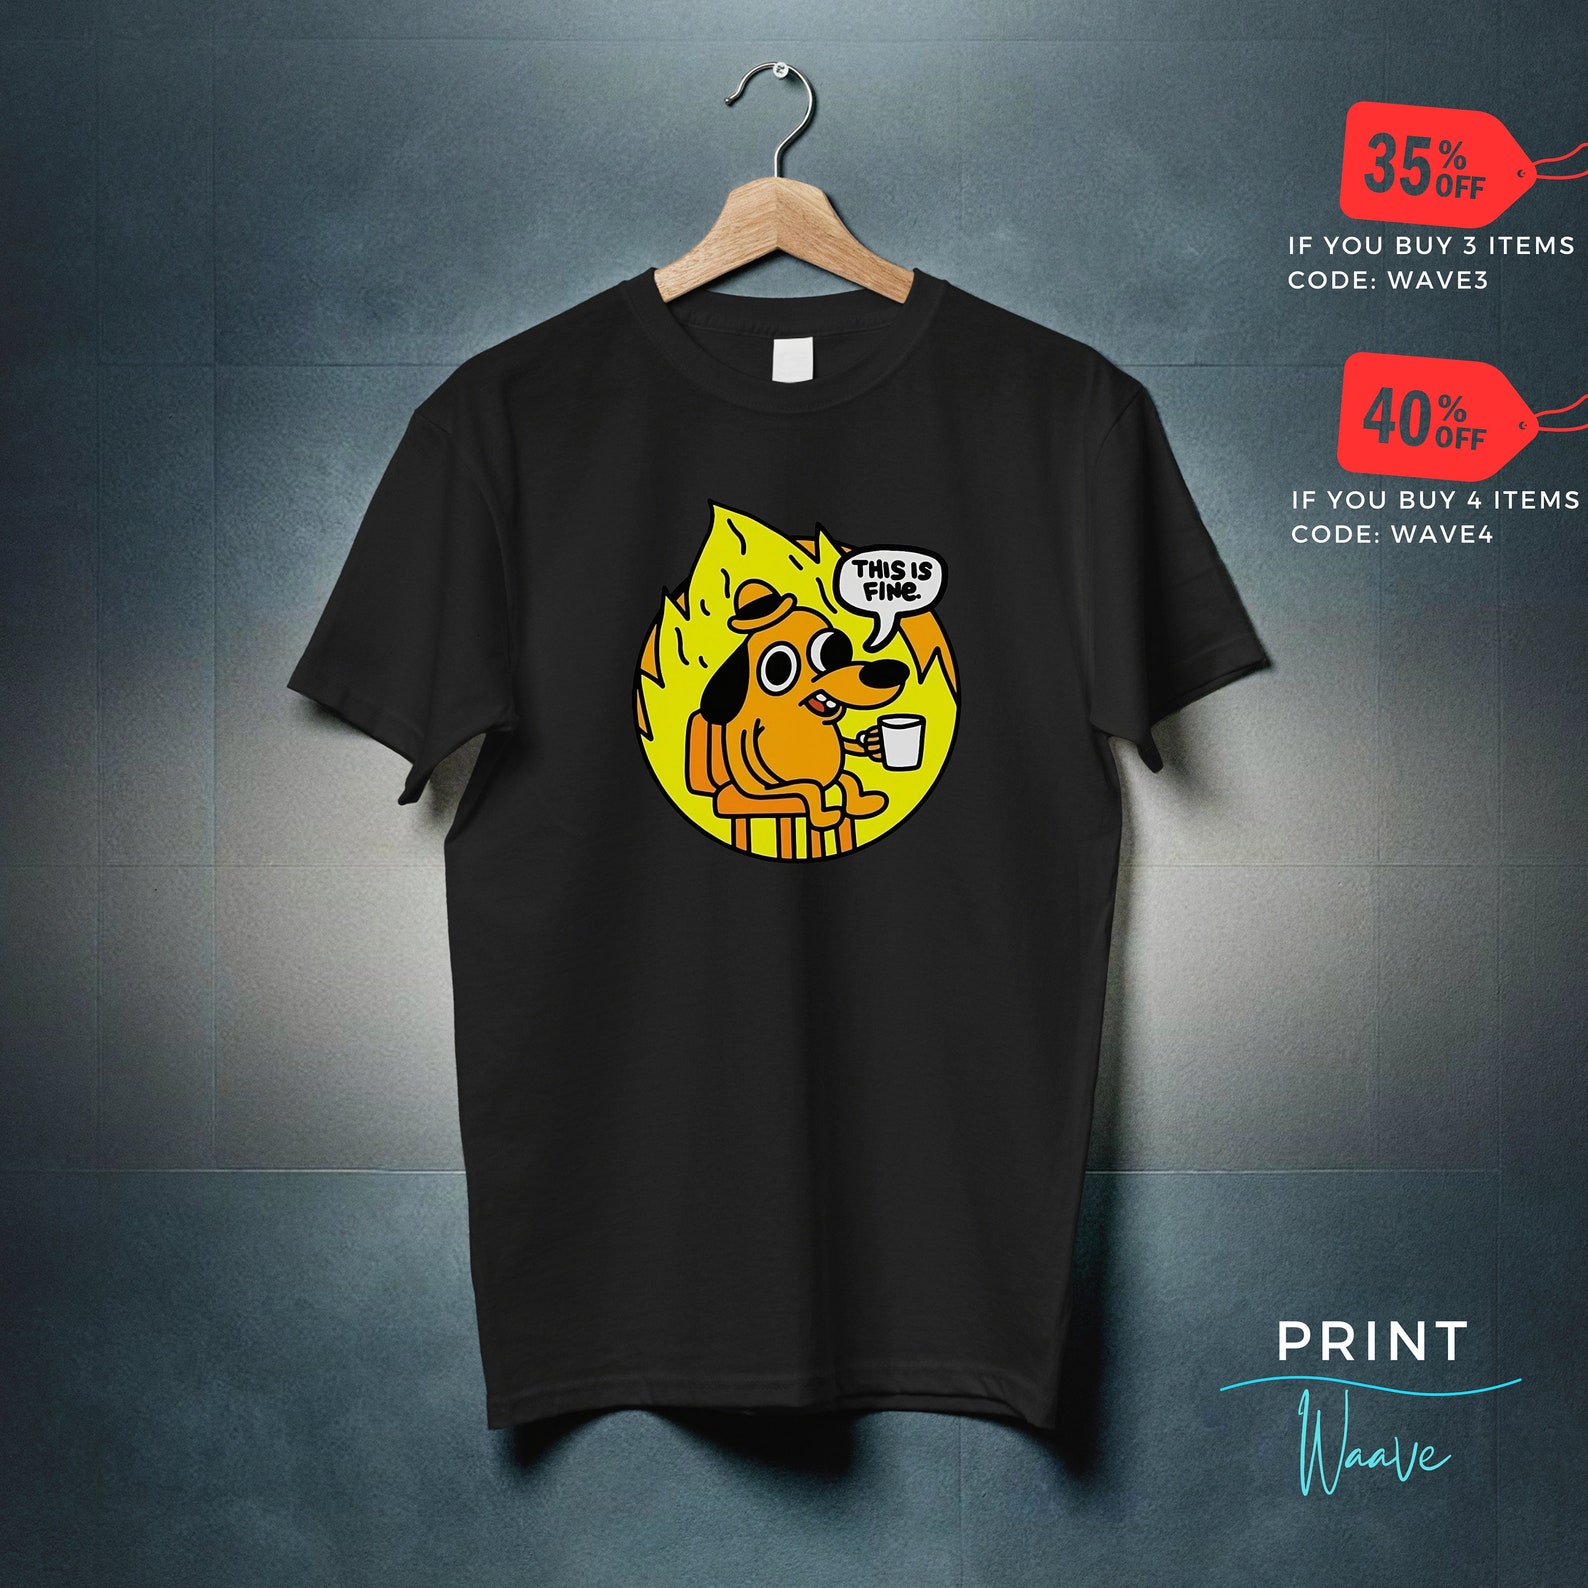 35% OFF
IF YOU BUY 3 ITEMS
CODE: WAVE3
40% OFF
IF YOU BUY 4 ITEMS
CODE: WAVE4
THIS IS
FINe.
PRINT
Waave